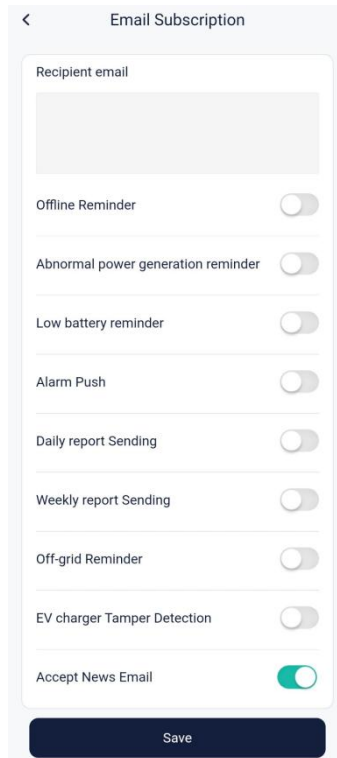 Email Subscription
Recipient email
Offline Reminder
Abnormal power generation reminder
Low battery reminder
Alarm Push
Daily report Sending
Weekly report Sending
Off-grid Reminder
EV charger Tamper Detection
Accept News Email
Save